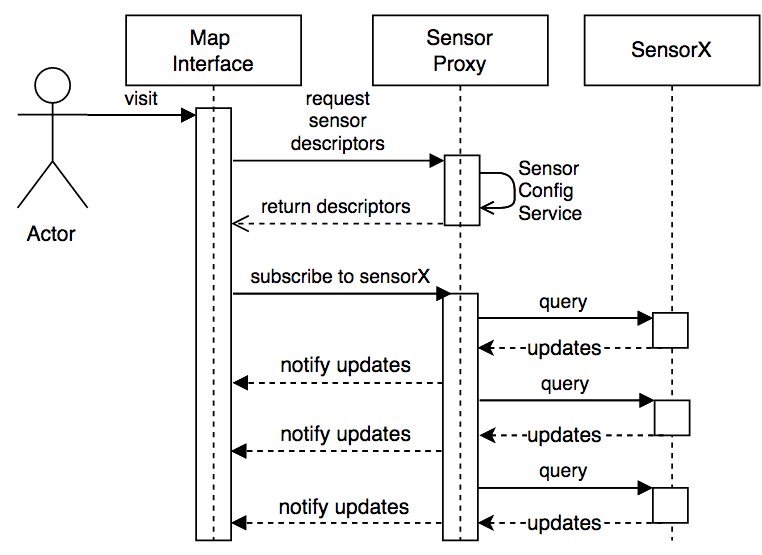 Map
Interface
Sensor
Proxy
SensorX
visit
request
sensor
descriptors
Sensor
Config
Service
return descriptors
Actor
subscribe to sensorX
query
updates
notify updates
query
updates
notify updates
query
updates
notify updates